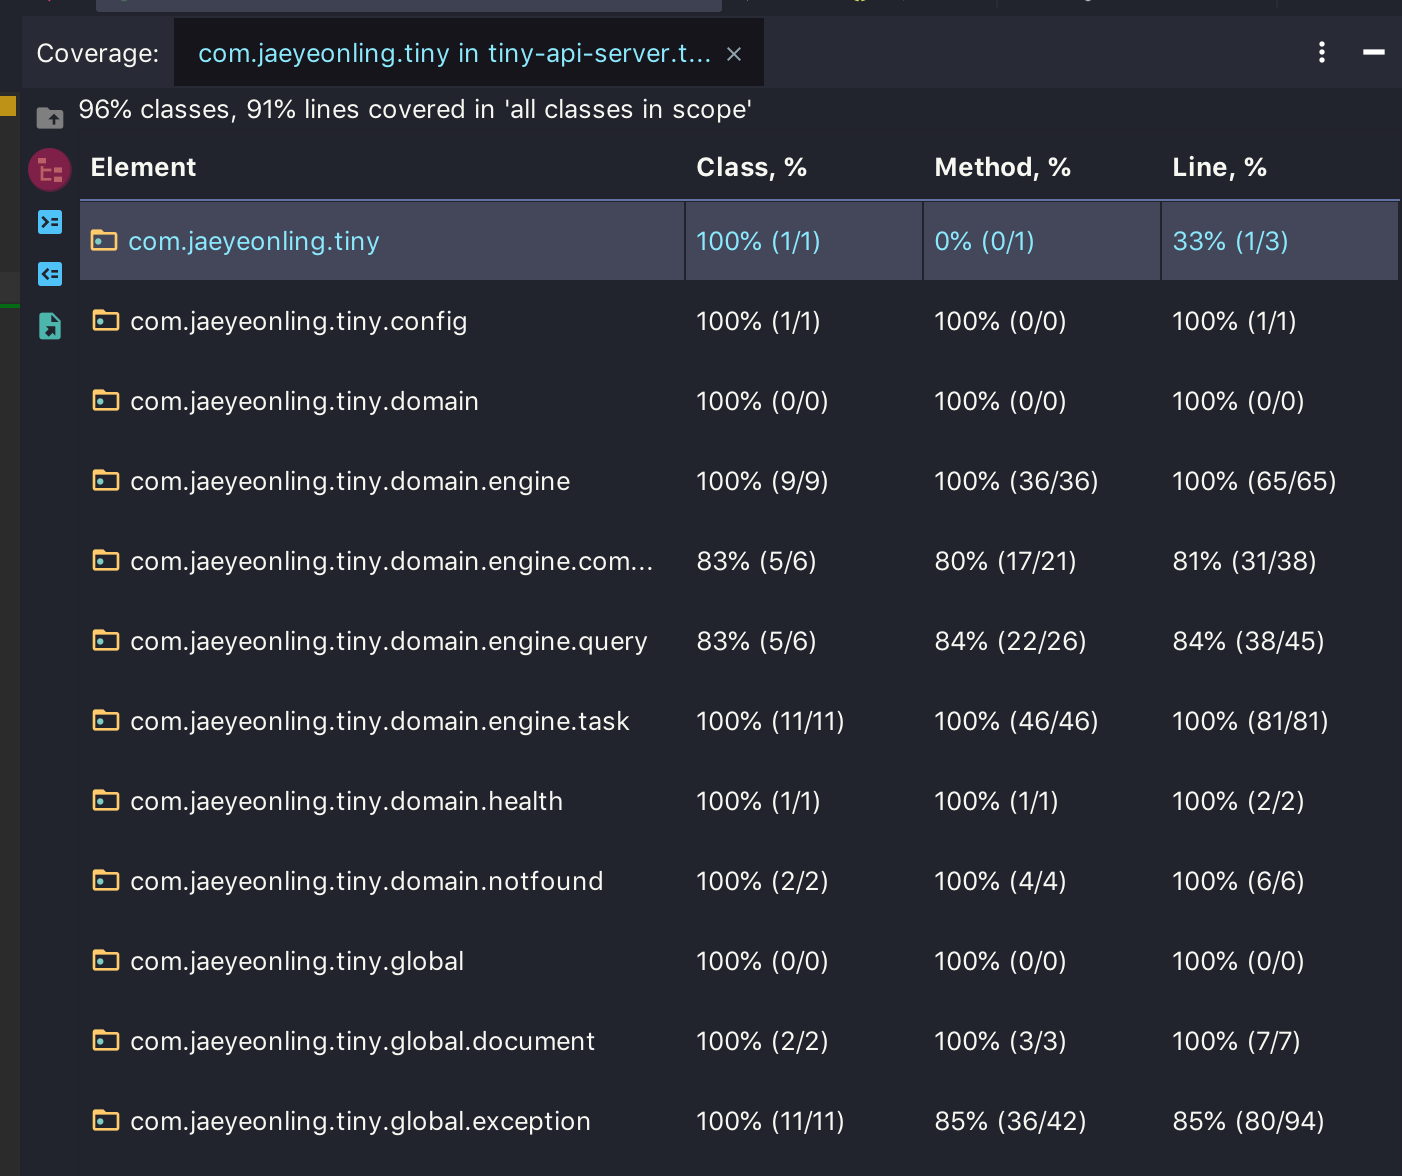 Coverage: com.jaeyeonling.tiny in tiny-api-server.t... ×
96% classes, 91% lines covered in 'all classes in scope'
Element Class, % Method, % Line, %
com.jaeyeonling.tiny 100% (1/1) 0% (0/1) 33% (1/3)
com.jaeyeonling.tiny.config 100% (1/1) 100% (0/0) 100% (1/1)
com.jaeyeonling.tiny.domain 100% (0/0) 100% (0/0) 100% (0/0)
com.jaeyeonling.tiny.domain.engine 100% (9/9) 100% (36/36) 100% (65/65)
com.jaeyeonling.tiny.domain.engine.com... 83% (5/6) 80% (17/21) 81% (31/38)
com.jaeyeonling.tiny.domain.engine.query 83% (5/6) 84% (22/26) 84% (38/45)
com.jaeyeonling.tiny.domain.engine.task 100% (11/11) 100% (46/46) 100% (81/81)
com.jaeyeonling.tiny.domain.health 100% (1/1) 100% (1/1) 100% (2/2)
com.jaeyeonling.tiny.domain.notfound 100% (2/2) 100% (4/4) 100% (6/6)
com.jaeyeonling.tiny.global 100% (0/0) 100% (0/0) 100% (0/0)
com.jaeyeonling.tiny.global.document 100% (2/2) 100% (3/3) 100% (7/7)
com.jaeyeonling.tiny.global.exception 100% (11/11) 85% (36/42) 85% (80/94)